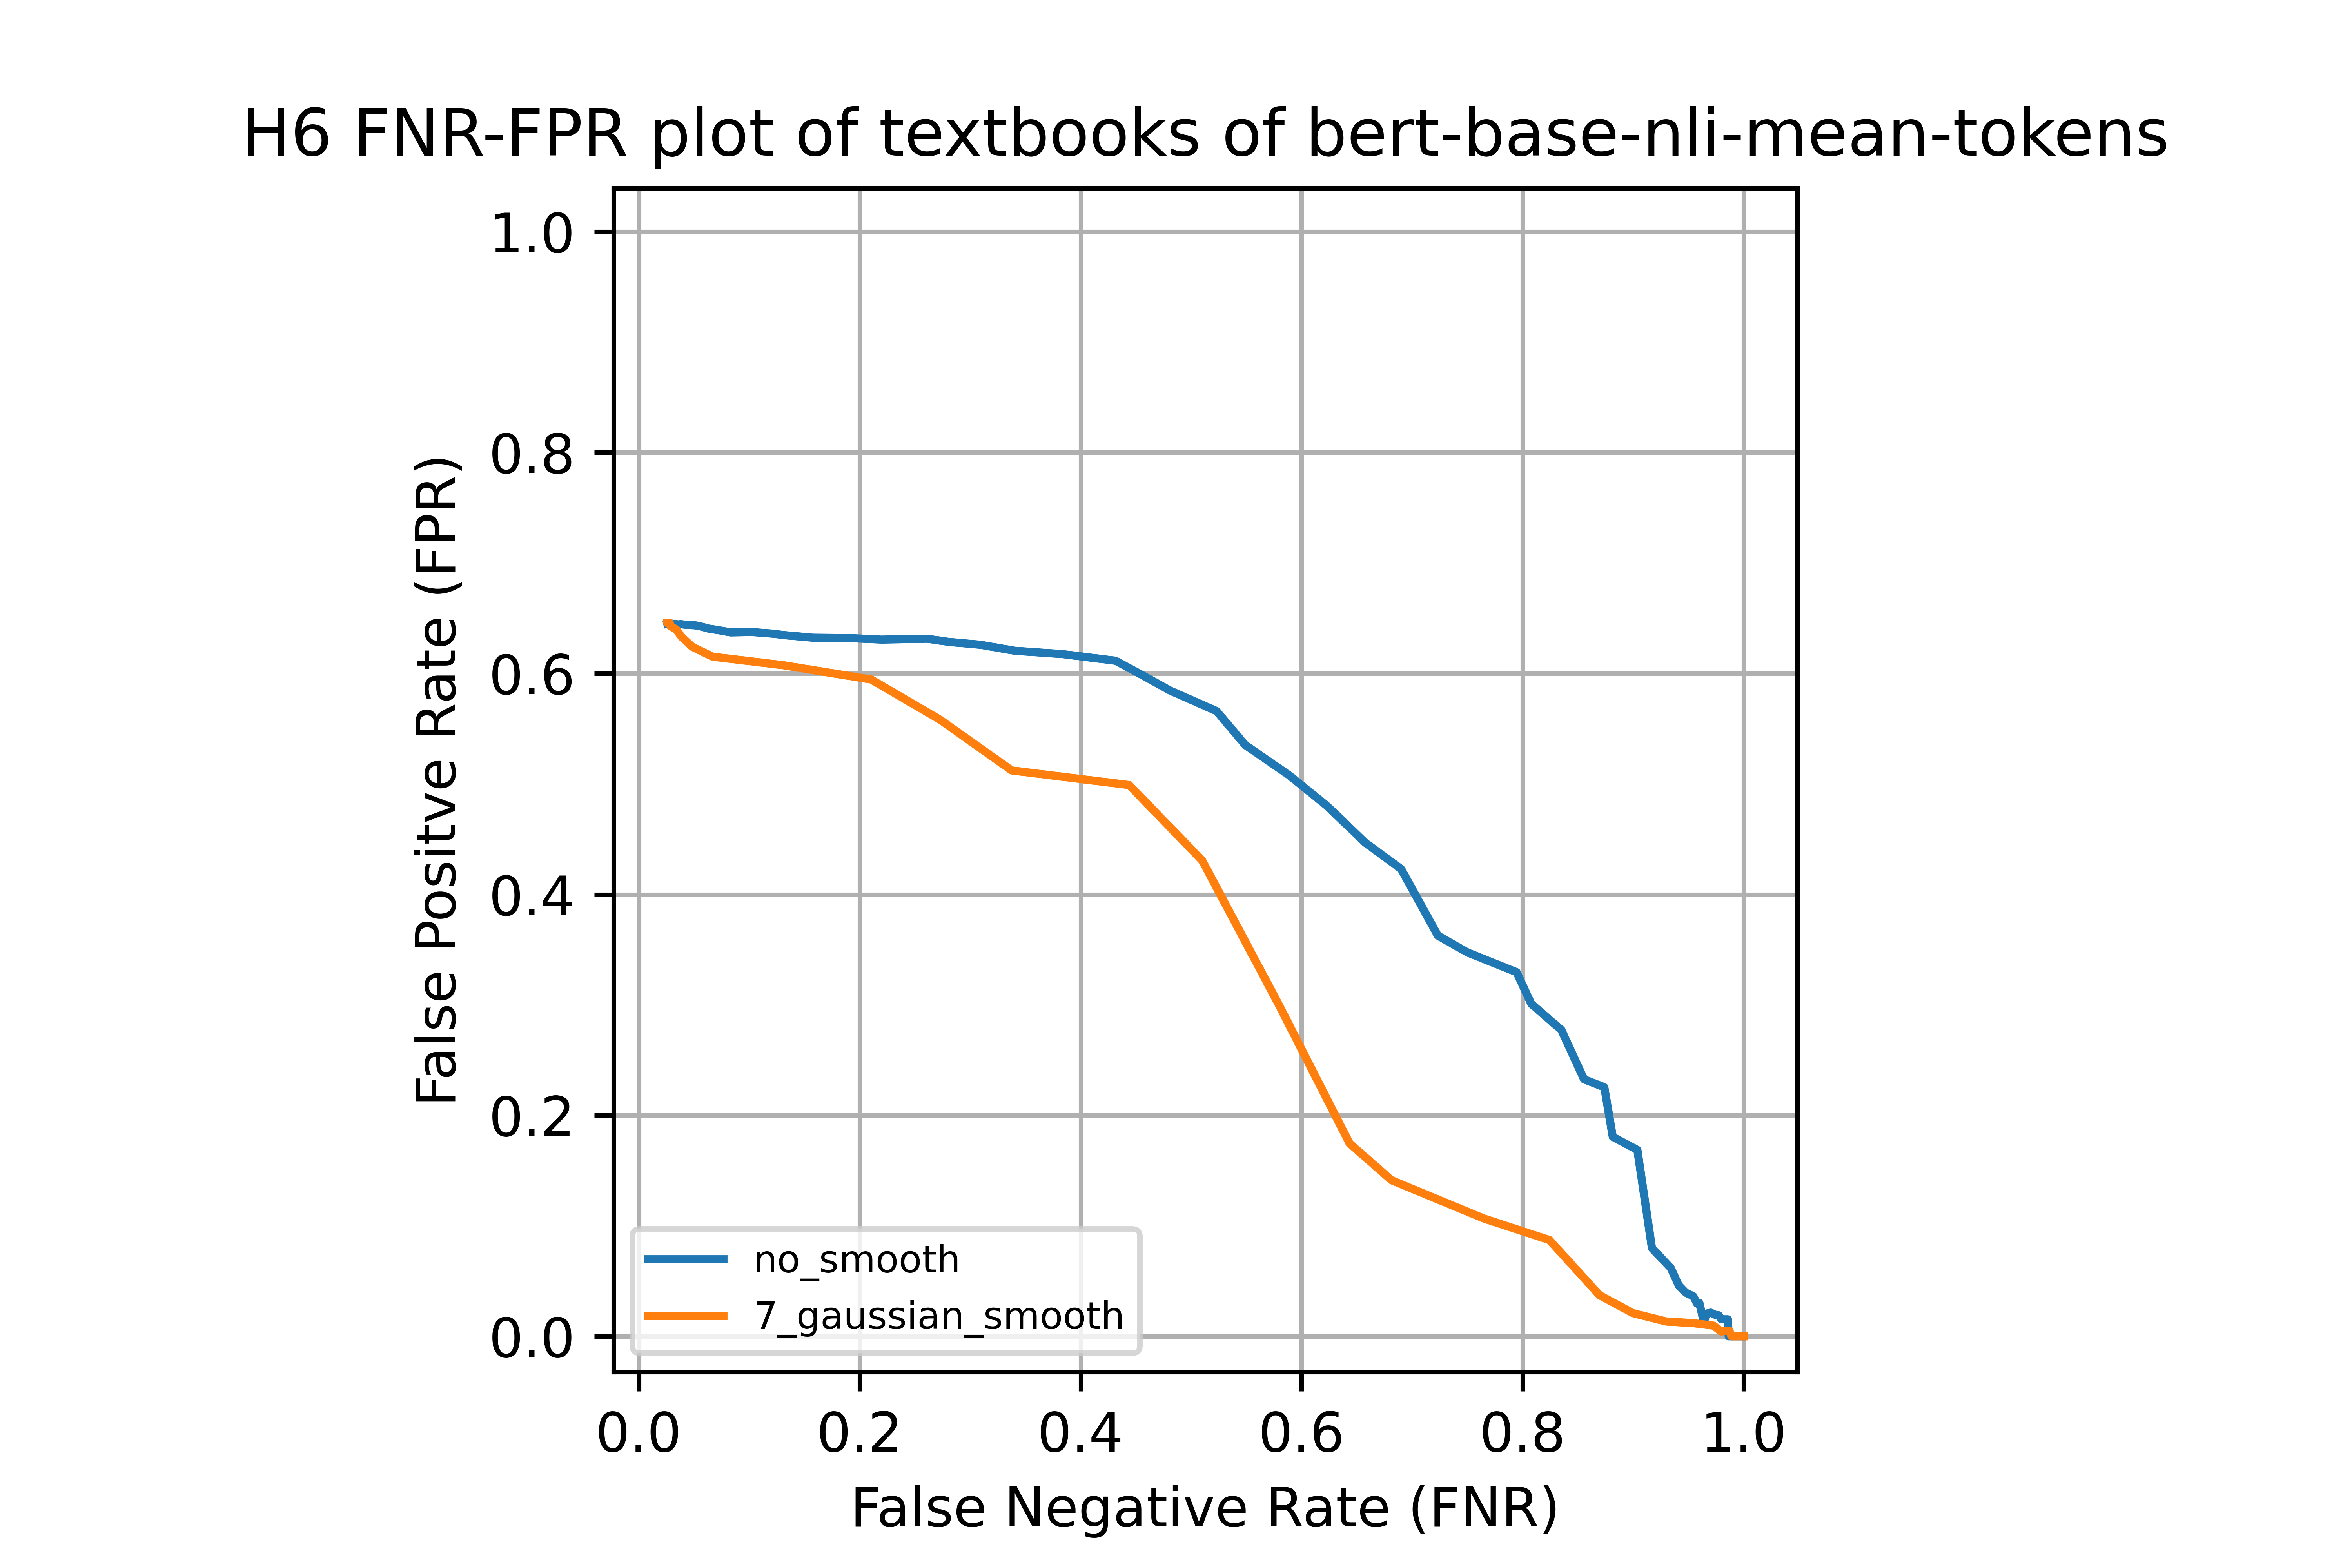 H6 FNR-FPR plot of textbooks of bert-base-nli-mean-tokens
False Positve Rate (FPR)
1.0
0.8
0.6
0.4
0.2
0.0
no_smooth
7_gaussian_smooth
0.0 0.2 0.4 0.6 0.8 1.0
False Negative Rate (FNR)